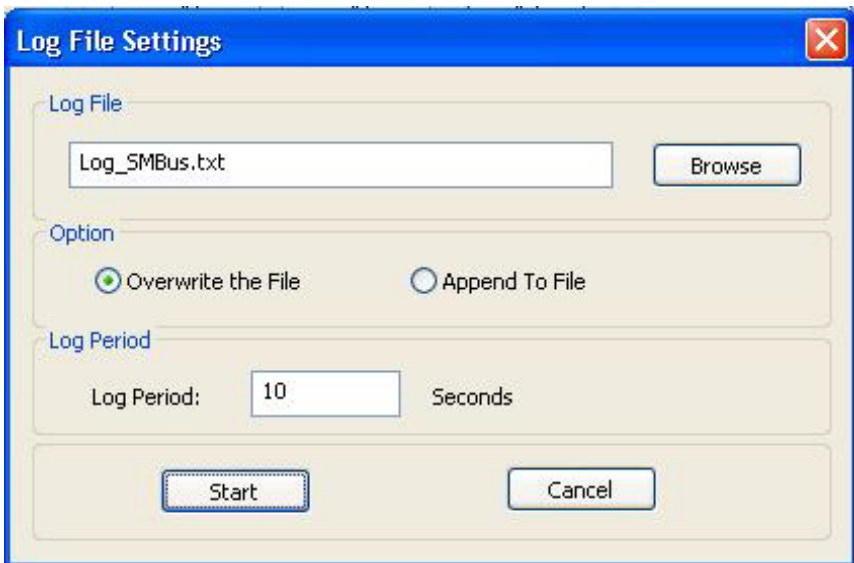 Log File Settings
Log File
Log_SMBus.txt
Browse
Option
Overwrite the File
Append To File
Log Period
Log Period: 10 Seconds
Start
Cancel